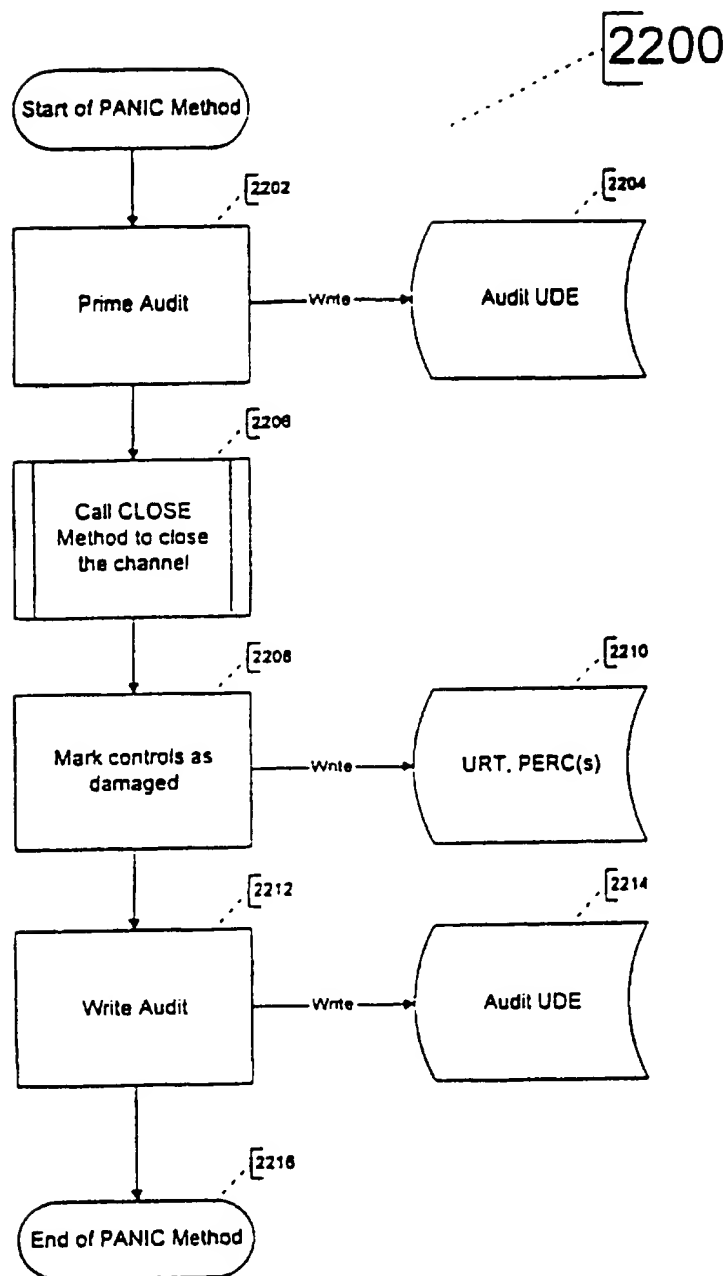 2200
Start of PANIC Method
2202
2204
Prime Audit
Write
Audit UDE
2206
Call CLOSE
Method to close
the channel
2208
2210
Mark controls as
damaged
Write
URT, PERC(s)
2212
2214
Write Audit
Write
Audit UDE
2216
End of PANIC Method